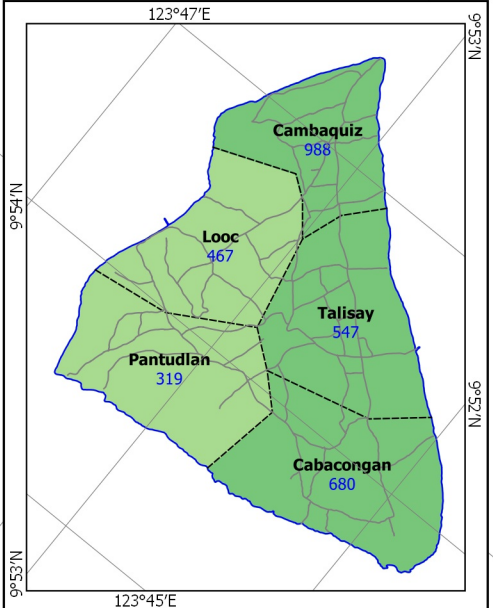 123°47'E
9°53'N
Cambaquiz
988
9°54'N
Looc
467
Talisay
547
Pantudlan
319
9°52'N
Cabacongan
680
9°53'N
123°45'E